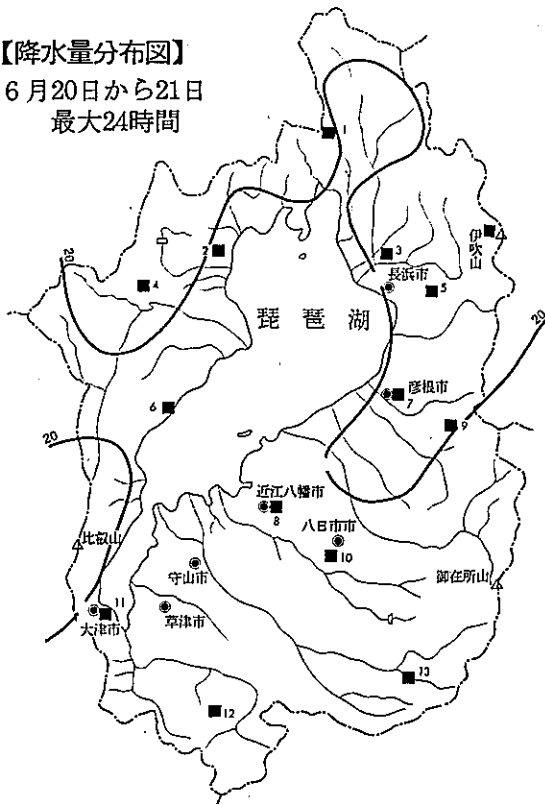 【降水量分布図】
6月20日から21日
最大24時間
1
伊吹山
2
3
20
長浜市
4
5
琵琶湖
20
彦根市
6
7
9
20
近江八幡市
8
八日市市
比叡山
10
守山市
御在所山
11
大津市
草津市
13
12